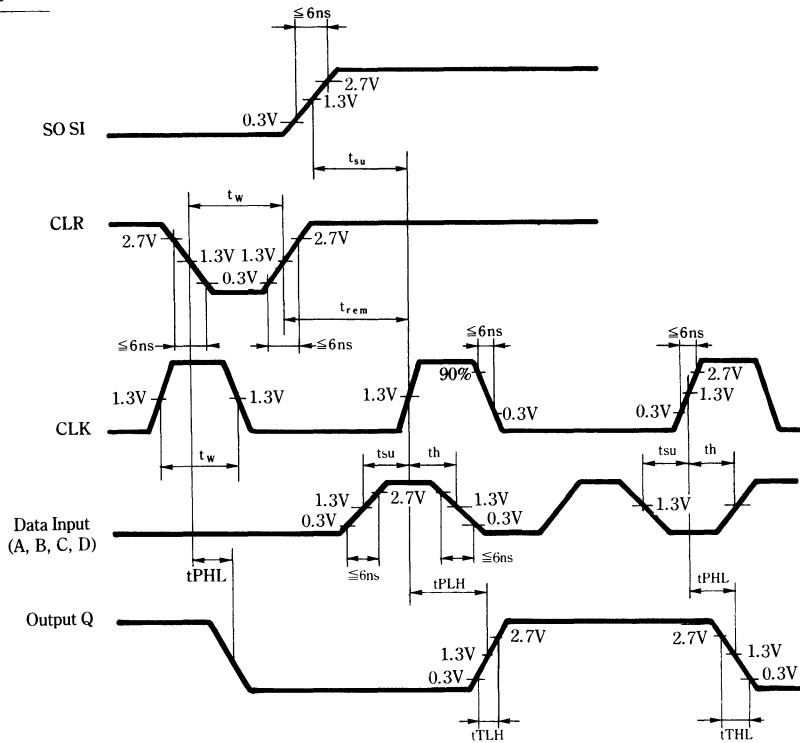 ≦6ns
2.7V
1.3V
0.3V
SO SI
tsu
tw
CLR
2.7V
2.7V
1.3V 1.3V
0.3V
trem
≦6ns
≦6ns
≦6ns
≦6ns
90%
2.7V
1.3V
1.3V
1.3V
1.3V
0.3V
0.3V
CLK
tw
tsu
th
tsu
th
2.7V
1.3V
1.3V
1.3V
0.3V
0.3V
Data Input
(A, B, C, D)
≦6ns
≦6ns
tPHL
tPLH
tPHL
Output Q
2.7V
2.7V
1.3V
1.3V
0.3V
0.3V
tTLH
tTHL